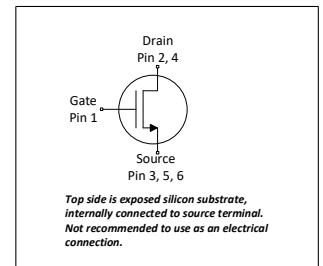 Drain
Pin 2, 4
Gate
Pin 1
Source
Pin 3, 5, 6
Top side is exposed silicon substrate,
internally connected to source terminal.
Not recommended to use as an electrical
connection.